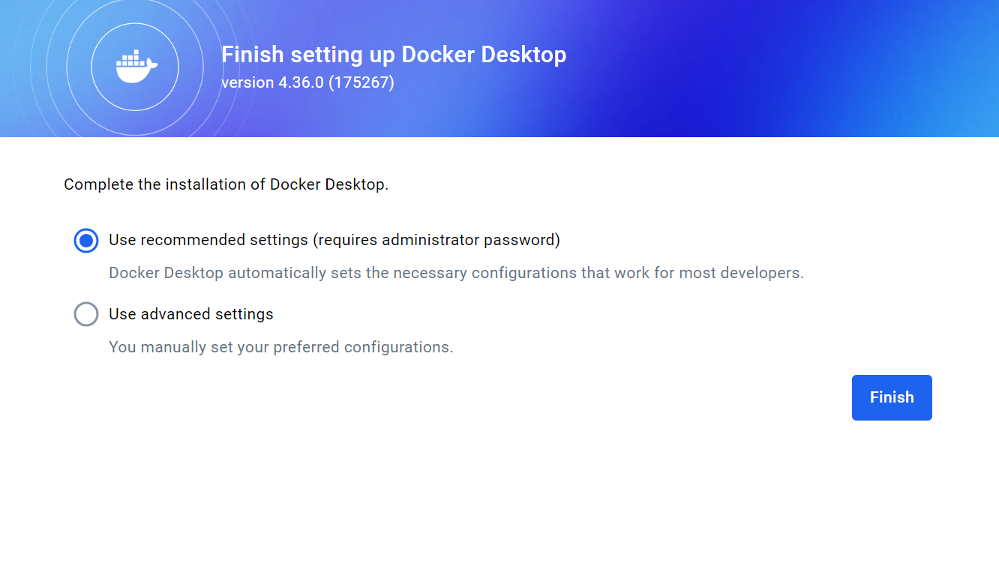 Finish setting up Docker Desktop
version 4.36.0 (175267)
Complete the installation of Docker Desktop.
Use recommended settings (requires administrator password)
Docker Desktop automatically sets the necessary configurations that work for most developers.
Use advanced settings
You manually set your preferred configurations.
Finish